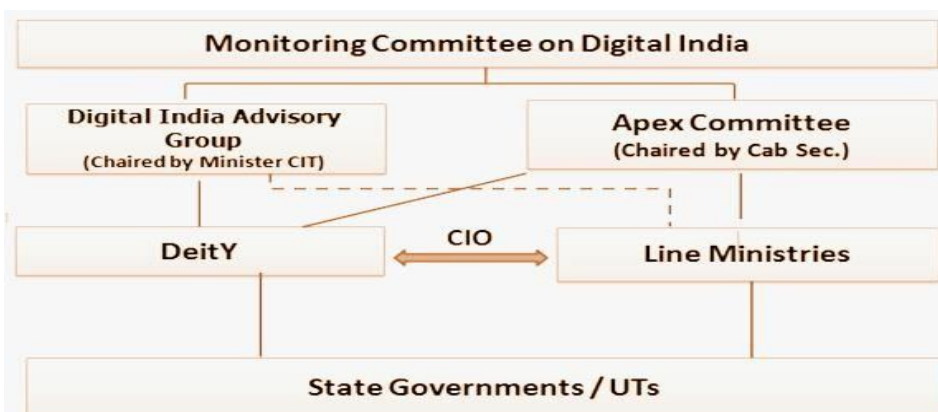 Monitoring Committee on Digital India
Digital India Advisory
Group
(Chaired by Minister CIT)
Apex Committee
(Chaired by Cab Sec.)
DeitY
CIO
Line Ministries
State Governments / UTs